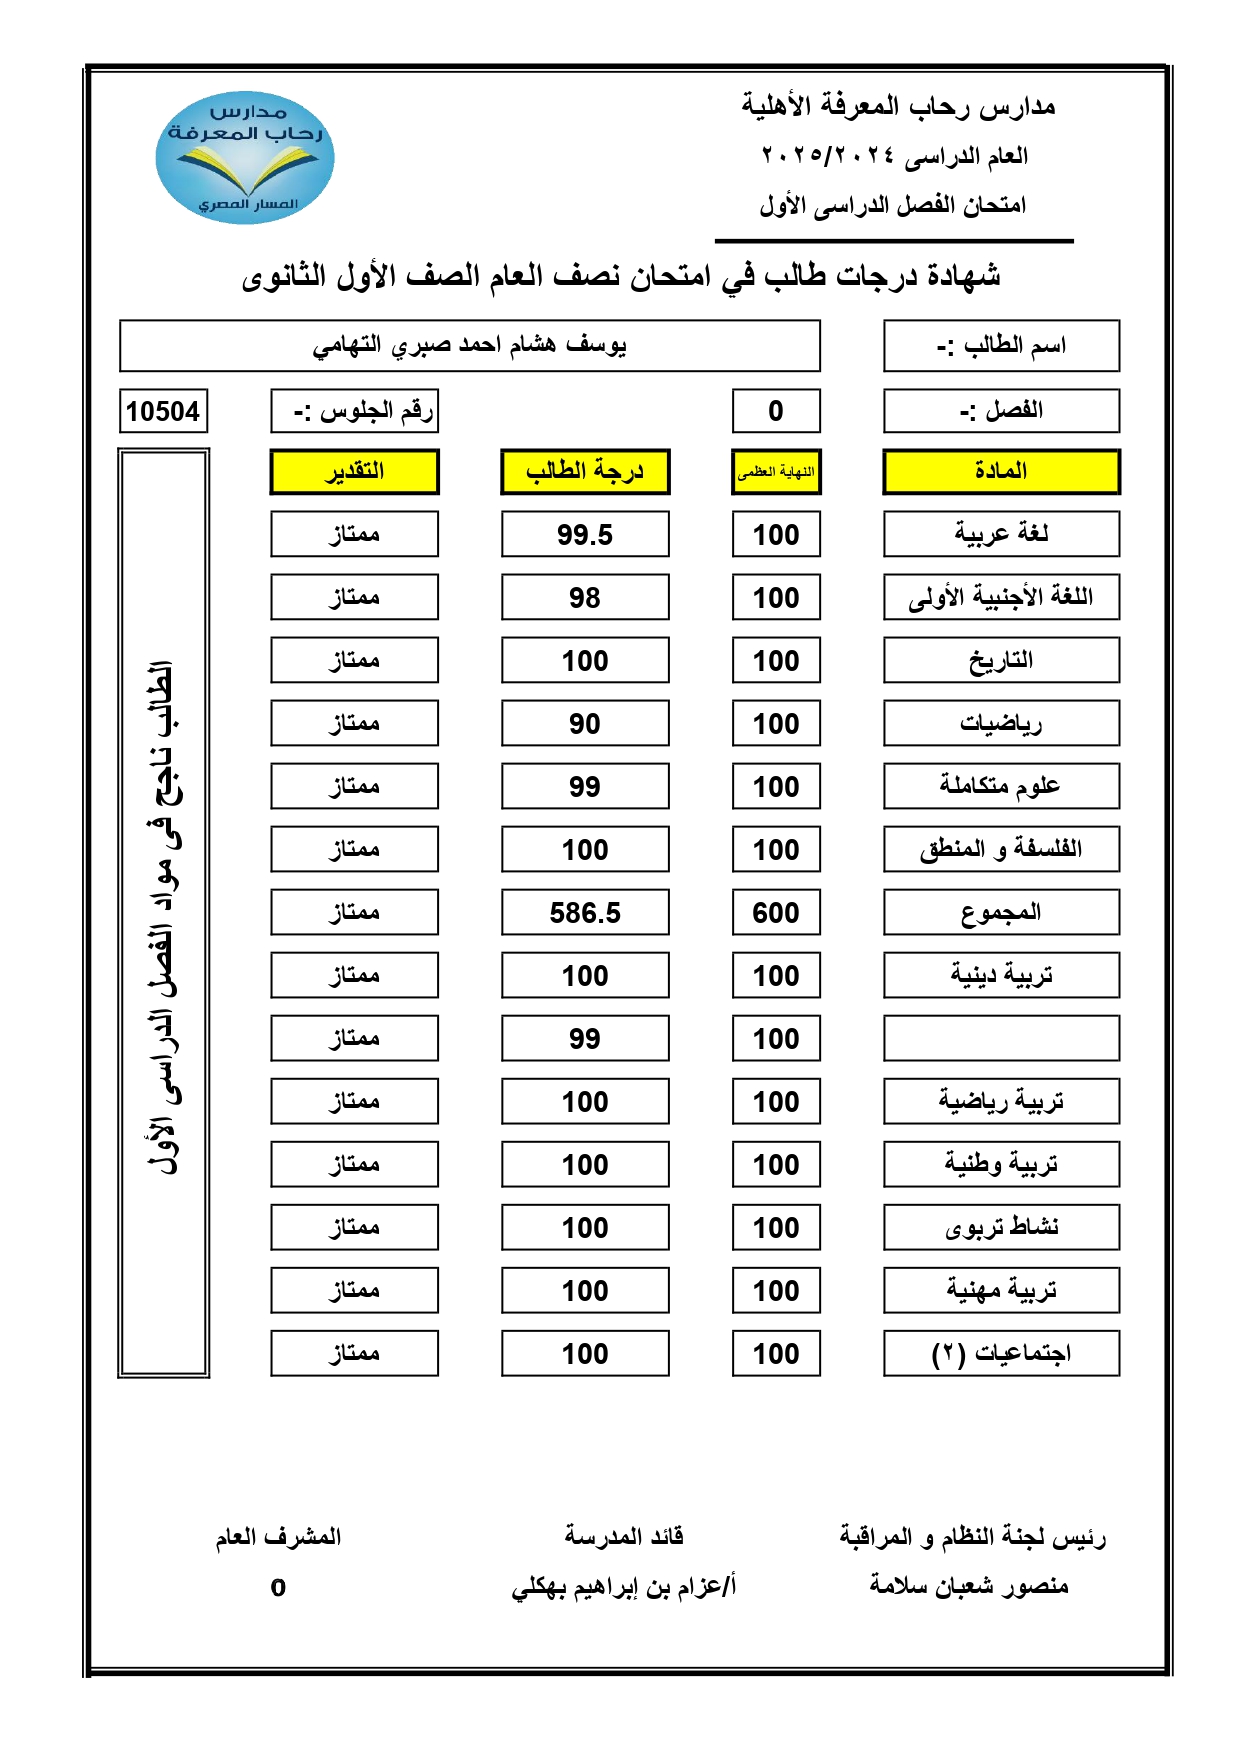 مدارس رحاب المعرفة الأهلية
العام الدراسى ٢٠٢٥/٢٠٢٤
امتحان الفصل الدراسى الأول
مدارس
رحاب المعرفة
المسار المصري
شهادة درجات طالب في امتحان نصف العام الصف الأول الثانوى
اسم الطالب :- يوسف هشام احمد صبري التهامي
الفصل :- 0 رقم الجلوس :- 10504
المادة النهاية العظمى درجة الطالب التقدير
لغة عربية 100 99.5 ممتاز
اللغة الأجنبية الأولى 100 98 ممتاز
التاريخ 100 100 ممتاز
رياضيات 100 90 ممتاز
علوم متكاملة 100 99 ممتاز
الفلسفة و المنطق 100 100 ممتاز
المجموع 600 586.5 ممتاز
تربية دينية 100 100 ممتاز
100 99 ممتاز
تربية رياضية 100 100 ممتاز
تربية وطنية 100 100 ممتاز
نشاط تربوى 100 100 ممتاز
تربية مهنية 100 100 ممتاز
اجتماعيات (٢) 100 100 ممتاز
الطالب ناجح فى مواد الفصل الدراسى الأول
رئيس لجنة النظام و المراقبة قائد المدرسة المشرف العام
منصور شعبان سلامة أ/عزام بن إبراهيم بهكلي 0